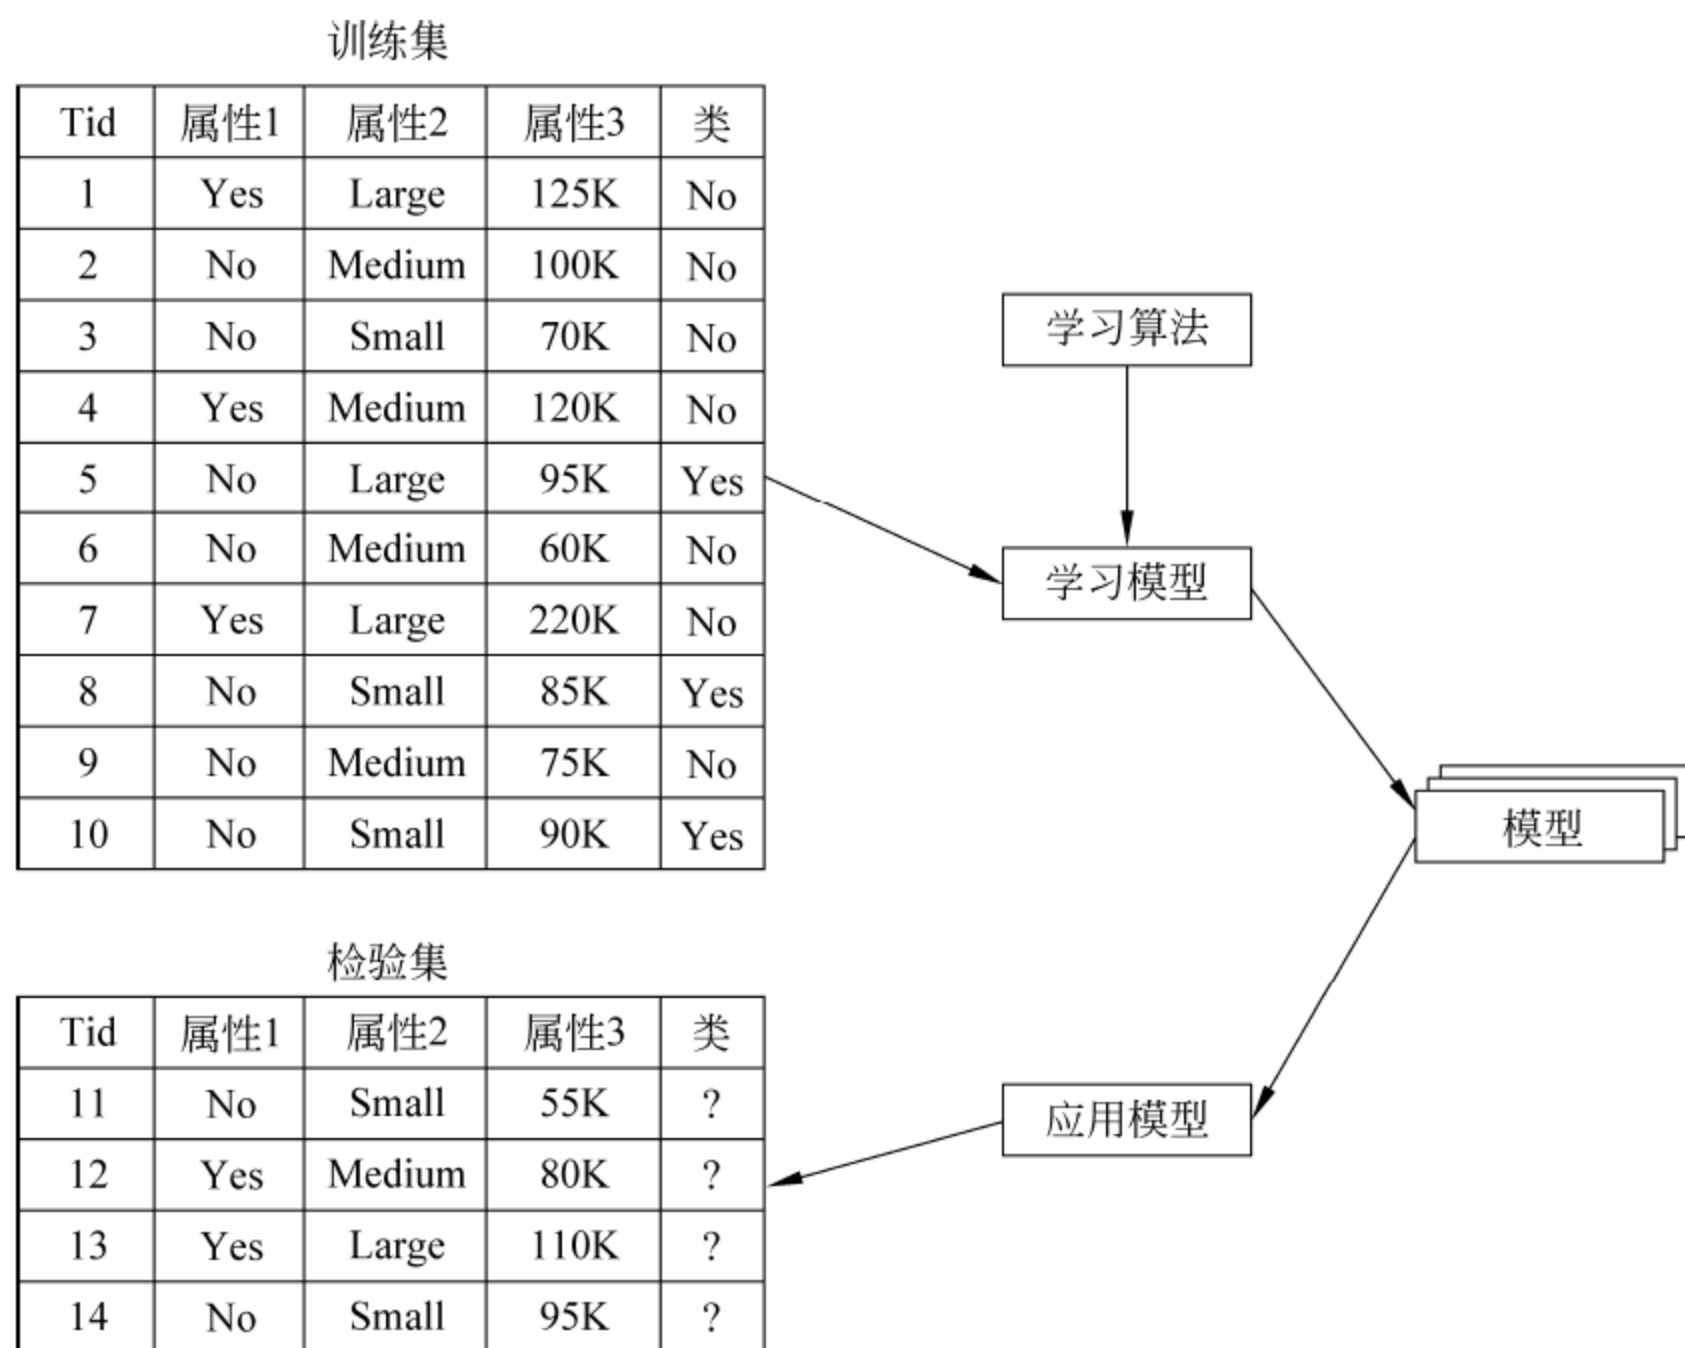 训练集
Tid 属性1 属性2 属性3 类
1 Yes Large 125K No
2 No Medium 100K No
3 No Small 70K No
4 Yes Medium 120K No
5 No Large 95K Yes
6 No Medium 60K No
7 Yes Large 220K No
8 No Small 85K Yes
9 No Medium 75K No
10 No Small 90K Yes
学习算法
学习模型
模型
应用模型
检验集
Tid 属性1 属性2 属性3 类
11 No Small 55K ?
12 Yes Medium 80K ?
13 Yes Large 110K ?
14 No Small 95K ?